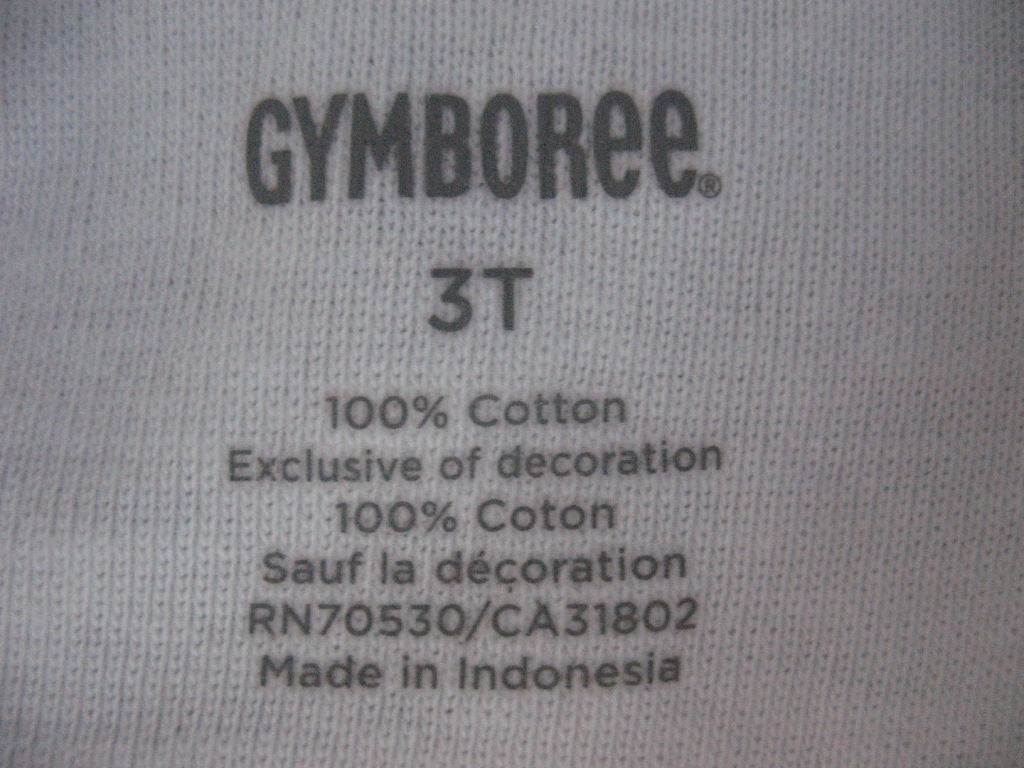 GYMBOREE®
3T
100% Cotton
Exclusive of decoration
100% Coton
Sauf la décoration
RN70530/CA31802
Made in Indonesia